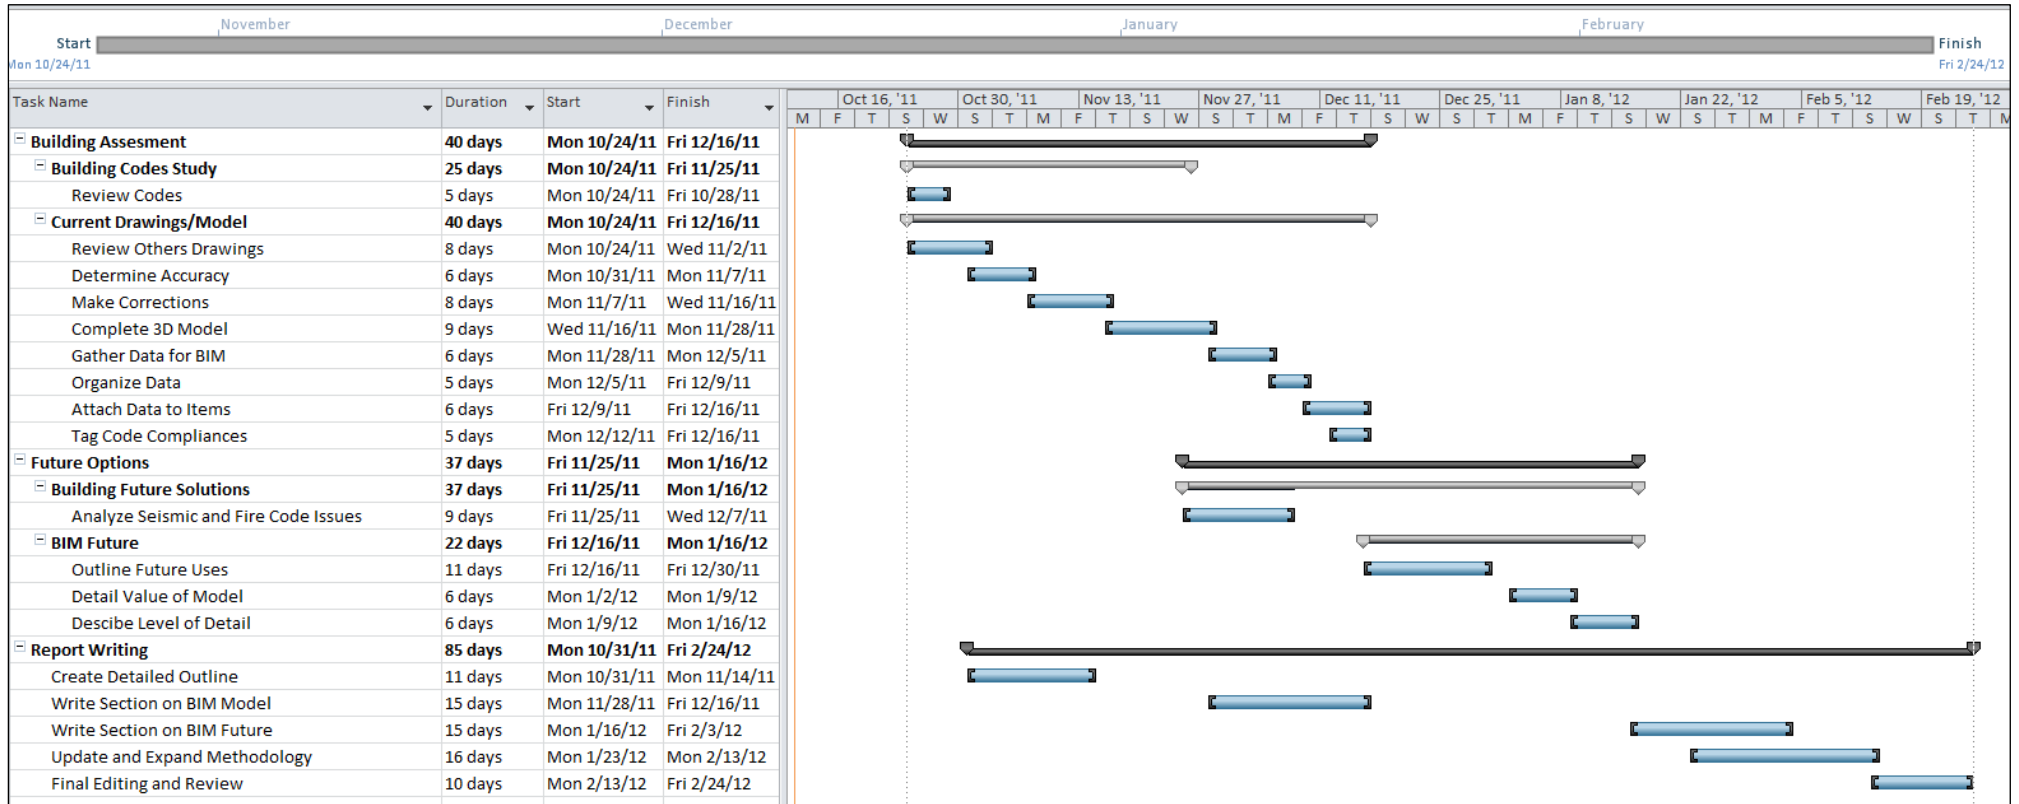 November December January February
Start Finish
Mon 10/24/11 Fri 2/24/12
Task Name Duration Start Finish Oct 16, '11 Oct 30, '11 Nov 13, '11 Nov 27, '11 Dec 11, '11 Dec 25, '11 Jan 8, '12 Jan 22, '12 Feb 5, '12 Feb 19, '12
M F T S W S T M F T S W S T M F T S W S T M F T S W S T M F T S W S T M
Building Assesment 40 days Mon 10/24/11 Fri 12/16/11
Building Codes Study 25 days Mon 10/24/11 Fri 11/25/11
Review Codes 5 days Mon 10/24/11 Fri 10/28/11
Current Drawings/Model 40 days Mon 10/24/11 Fri 12/16/11
Review Others Drawings 8 days Mon 10/24/11 Wed 11/2/11
Determine Accuracy 6 days Mon 10/31/11 Mon 11/7/11
Make Corrections 8 days Mon 11/7/11 Wed 11/16/11
Complete 3D Model 9 days Wed 11/16/11 Mon 11/28/11
Gather Data for BIM 6 days Mon 11/28/11 Mon 12/5/11
Organize Data 5 days Mon 12/5/11 Fri 12/9/11
Attach Data to Items 6 days Fri 12/9/11 Fri 12/16/11
Tag Code Compliances 5 days Mon 12/12/11 Fri 12/16/11
Future Options 37 days Fri 11/25/11 Mon 1/16/12
Building Future Solutions 37 days Fri 11/25/11 Mon 1/16/12
Analyze Seismic and Fire Code Issues 9 days Fri 11/25/11 Wed 12/7/11
BIM Future 22 days Fri 12/16/11 Mon 1/16/12
Outline Future Uses 11 days Fri 12/16/11 Fri 12/30/11
Detail Value of Model 6 days Mon 1/2/12 Mon 1/9/12
Descibe Level of Detail 6 days Mon 1/9/12 Mon 1/16/12
Report Writing 85 days Mon 10/31/11 Fri 2/24/12
Create Detailed Outline 11 days Mon 10/31/11 Mon 11/14/11
Write Section on BIM Model 15 days Mon 11/28/11 Fri 12/16/11
Write Section on BIM Future 15 days Mon 1/16/12 Fri 2/3/12
Update and Expand Methodology 16 days Mon 1/23/12 Mon 2/13/12
Final Editing and Review 10 days Mon 2/13/12 Fri 2/24/12